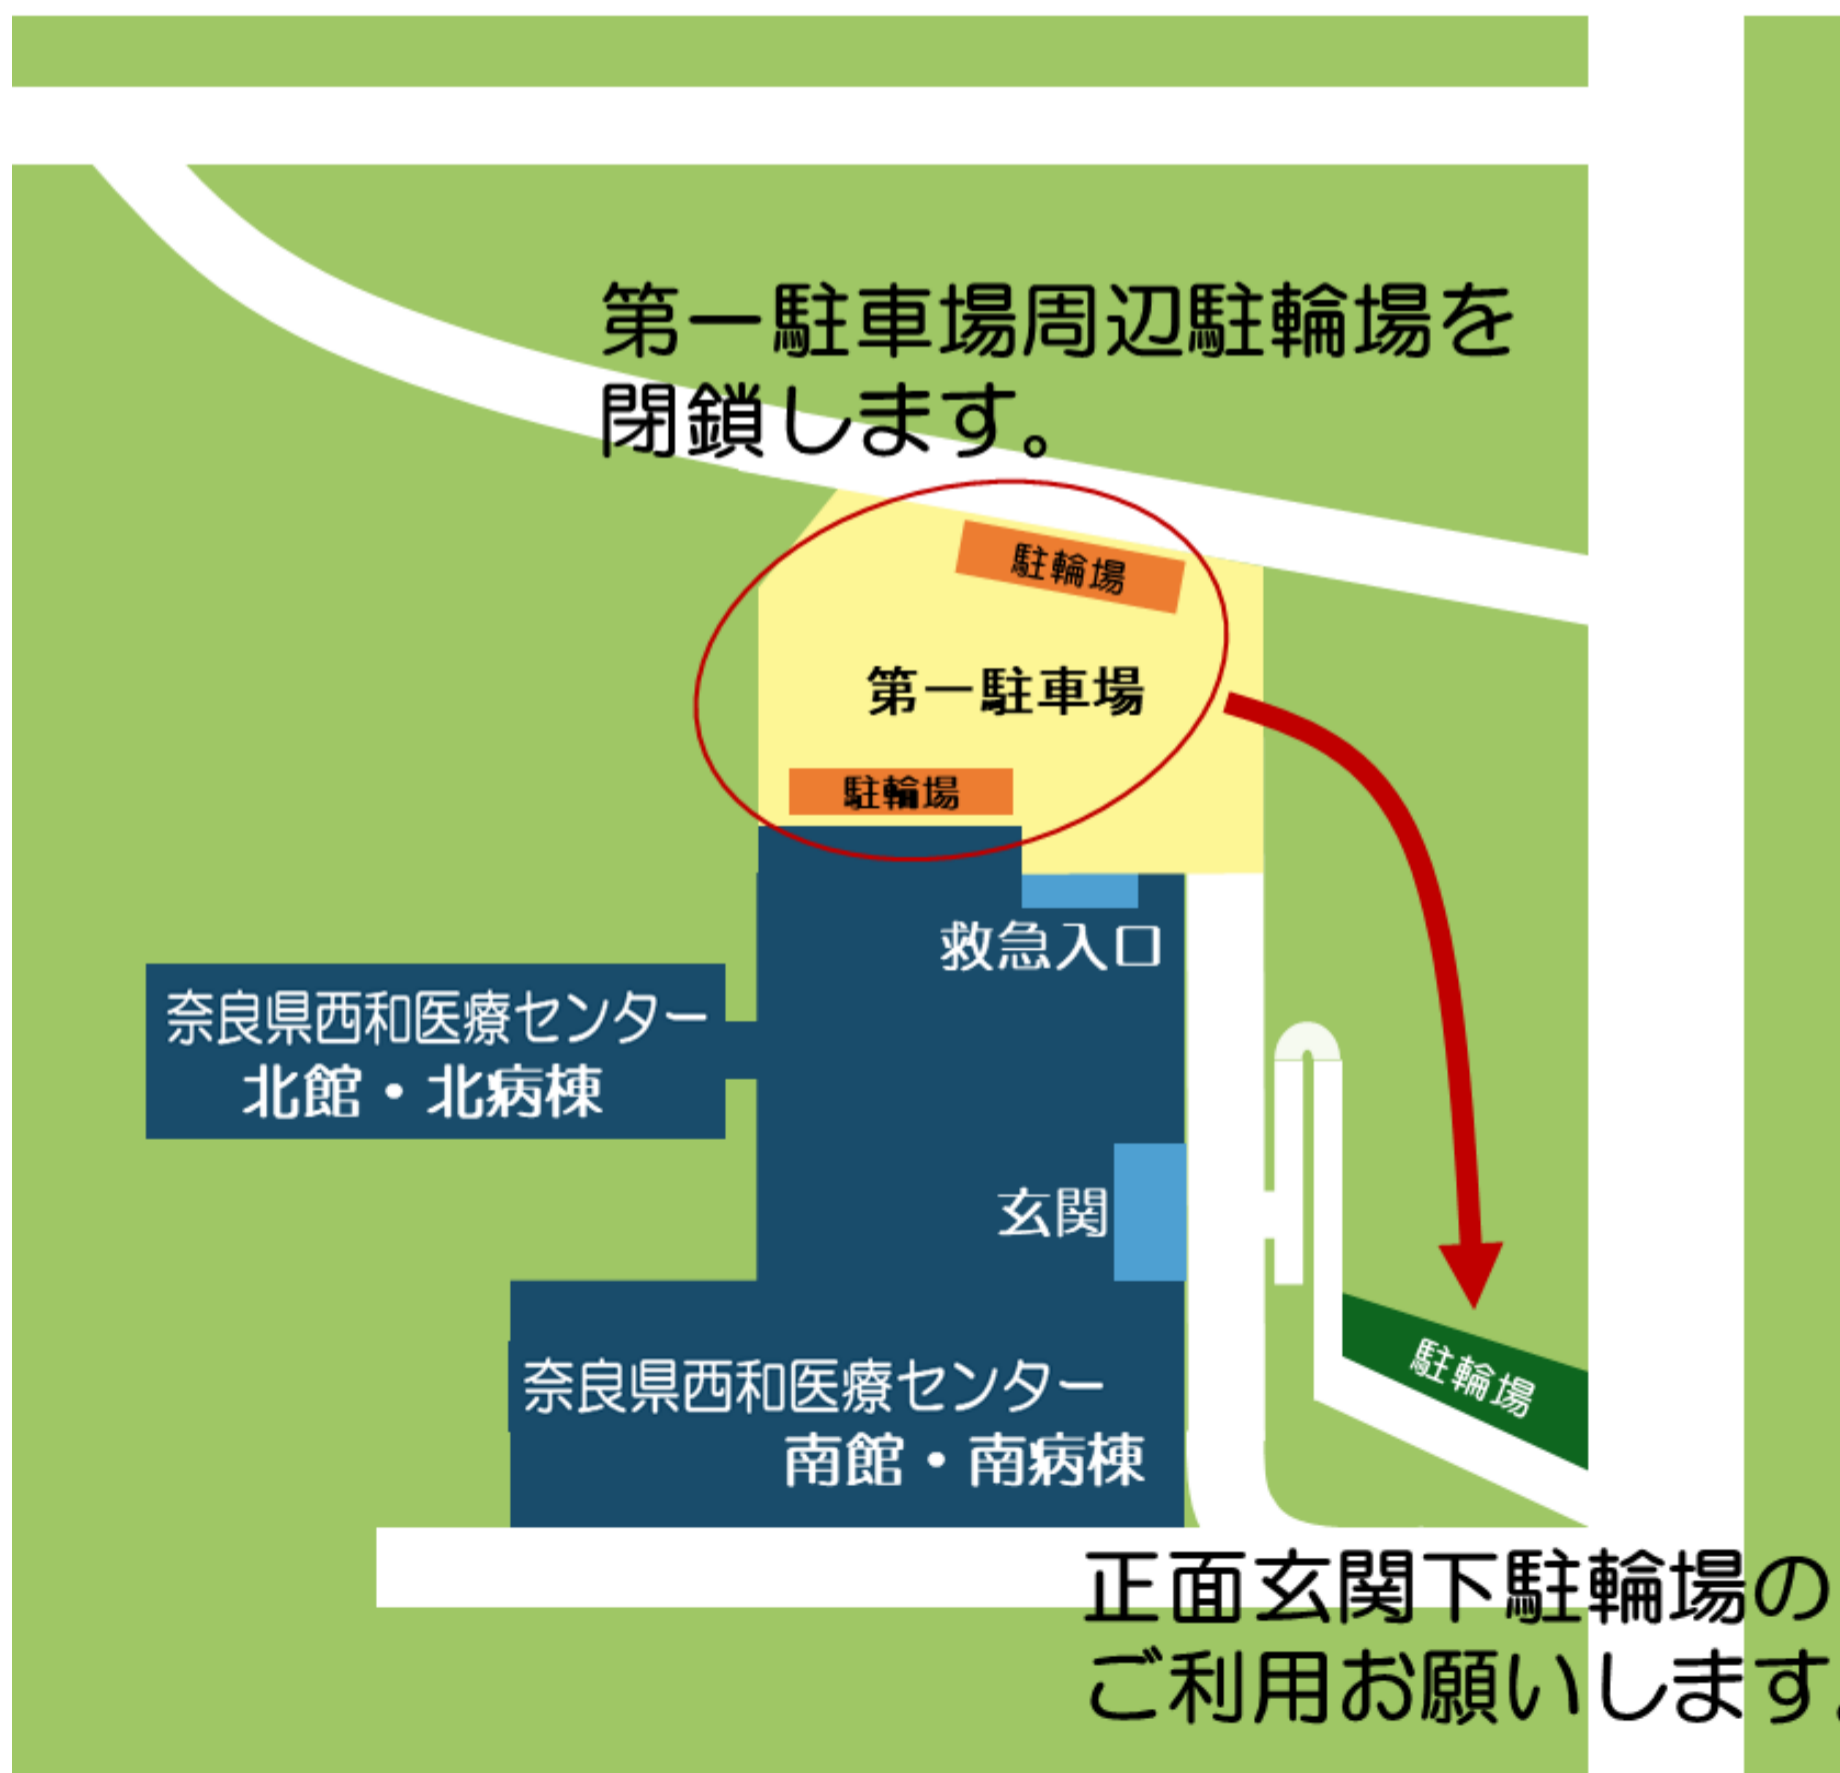 第一駐車場周辺駐輪場を
閉鎖します。
駐輪場
第一駐車場
駐輪場
救急入口
奈良県西和医療センター
北館・北病棟
玄関
奈良県西和医療センター
南館・南病棟
駐輪場
正面玄関下駐輪場の
ご利用お願いします。